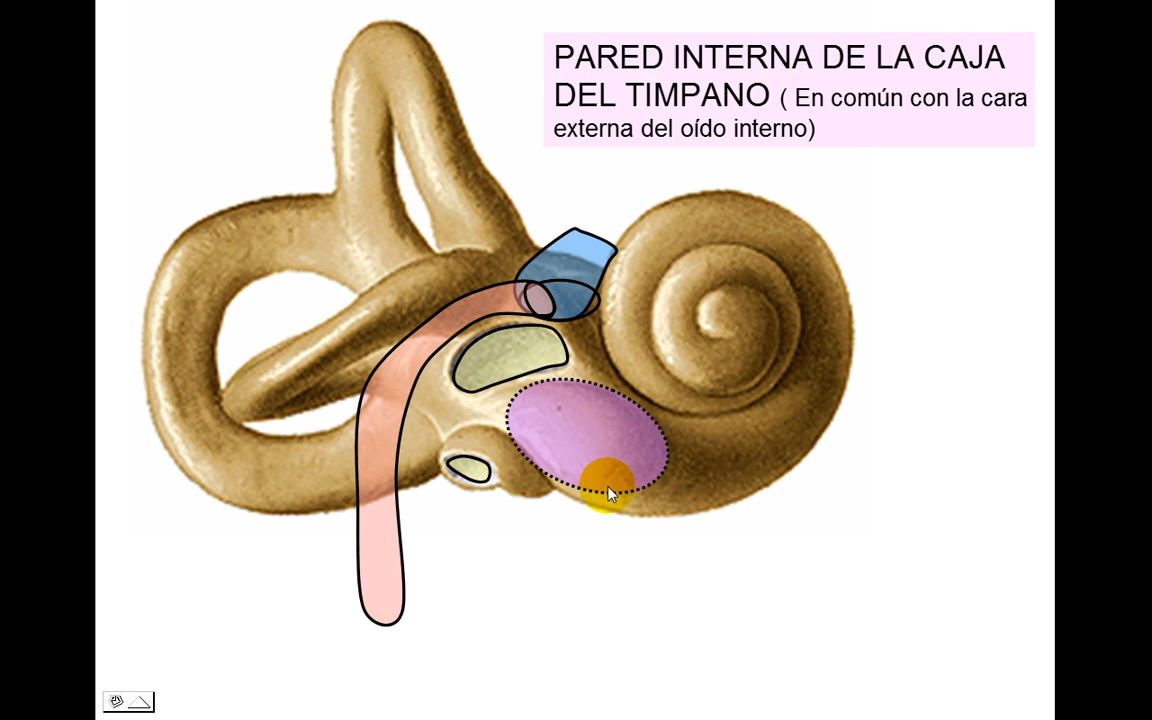 PARED INTERNA DE LA CAJA
DEL TIMPANO ( En común con la cara
externa del oído interno)